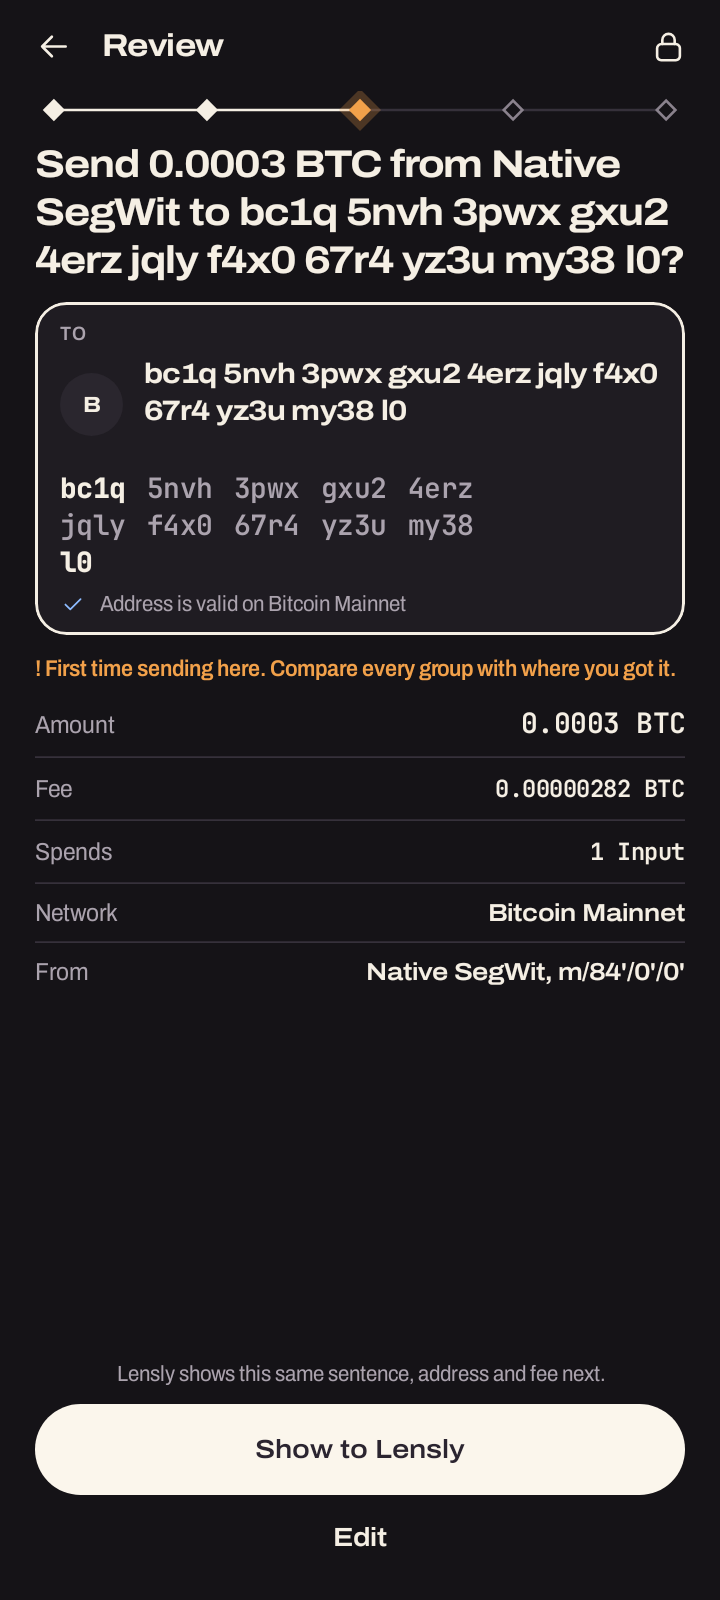 Review
Send 0.0003 BTC from Native
SegWit to bc1q 5nvh 3pwx gxu2
4erz jqly f4x0 67r4 yz3u my38 l0?
TO
B
bc1q 5nvh 3pwx gxu2 4erz jqly f4x0
67r4 yz3u my38 l0
bc1q 5nvh 3pwx gxu2 4erz
jqly f4x0 67r4 yz3u my38
l0
Address is valid on Bitcoin Mainnet
! First time sending here. Compare every group with where you got it.
Amount 0.0003 BTC
Fee 0.00000282 BTC
Spends 1 Input
Network Bitcoin Mainnet
From Native SegWit, m/84'/0'/0'
Lensly shows this same sentence, address and fee next.
Show to Lensly
Edit